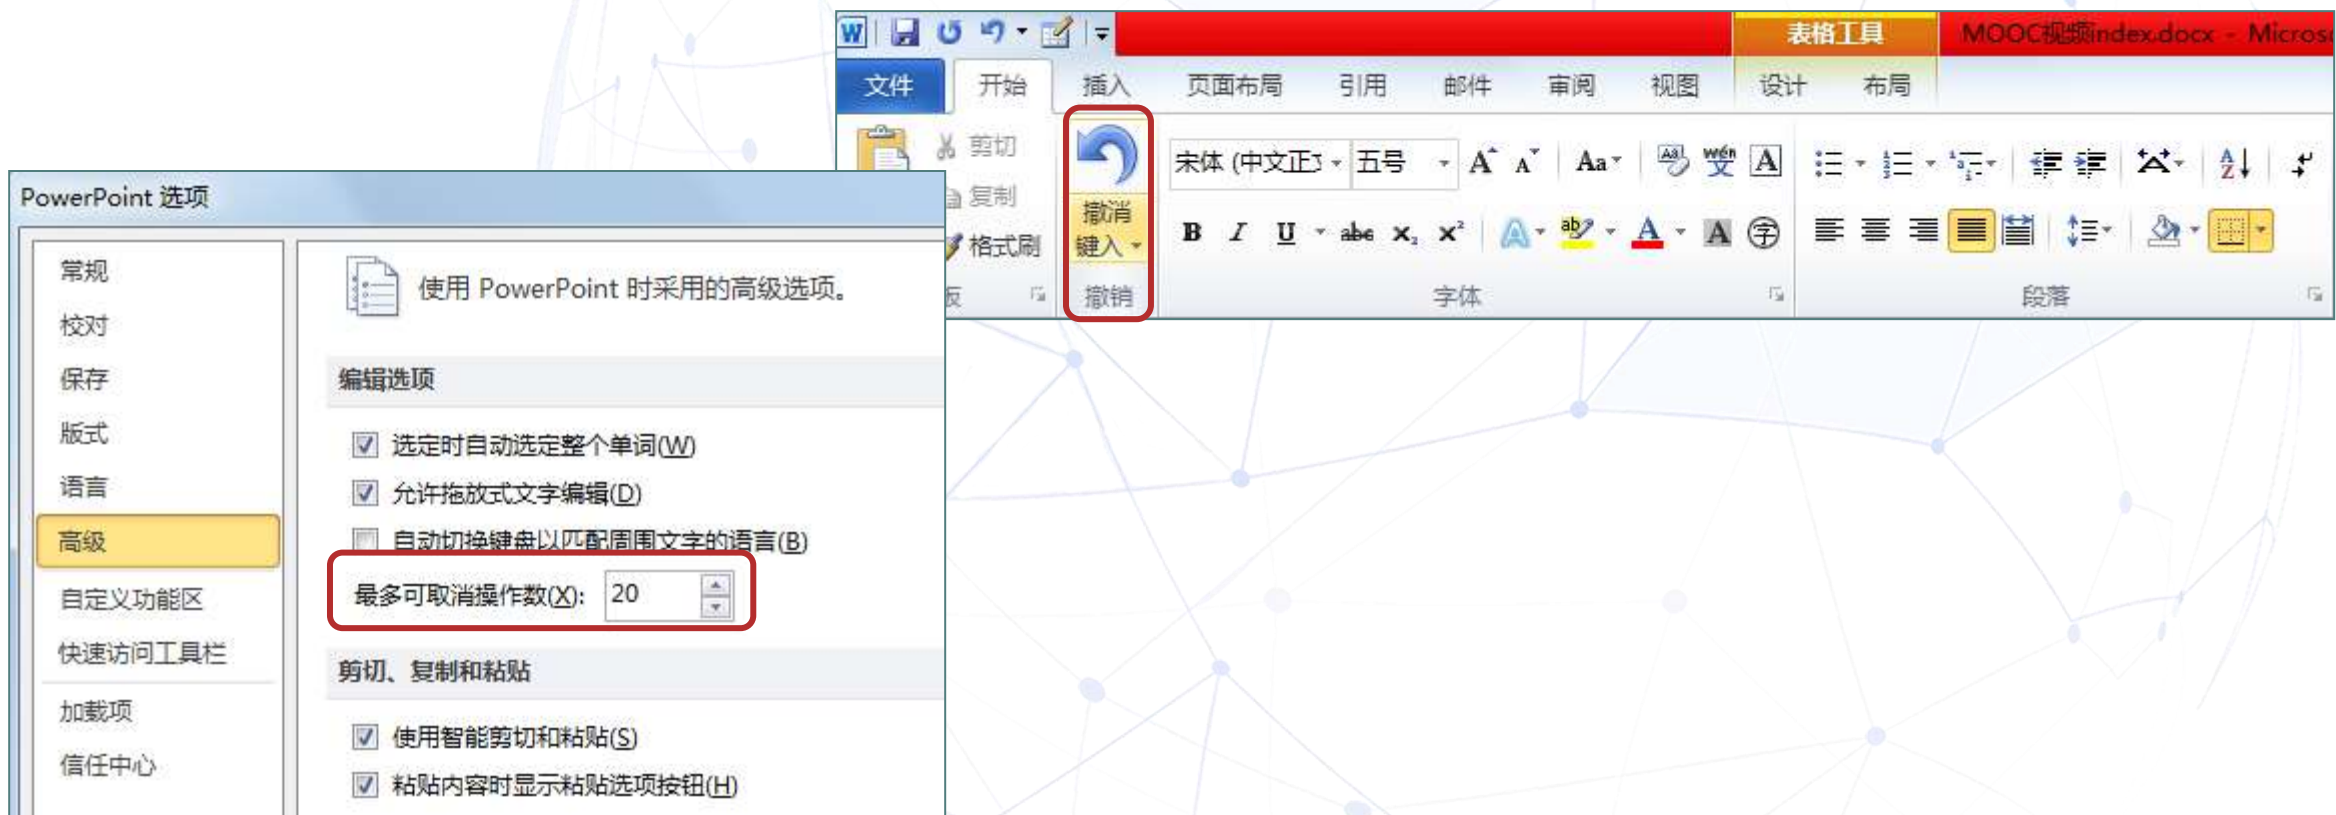 表格工具
MOOC视频index.docx - Micros
文件 开始 插入 页面布局 引用 邮件 审阅 视图 设计 布局
剪切
复制
格式刷
撤消
键入
宋体 (中文正 五号
字体
撤销
段落
PowerPoint 选项
常规
校对
保存
版式
语言
高级
自定义功能区
快速访问工具栏
加载项
信任中心
使用 PowerPoint 时采用的高级选项。
编辑选项
选定时自动选定整个单词(W)
允许拖放式文字编辑(D)
自动切换键盘以匹配周围文字的语言(B)
最多可取消操作数(X): 20
剪切、复制和粘贴
使用智能剪切和粘贴(S)
粘贴内容时显示粘贴选项按钮(H)